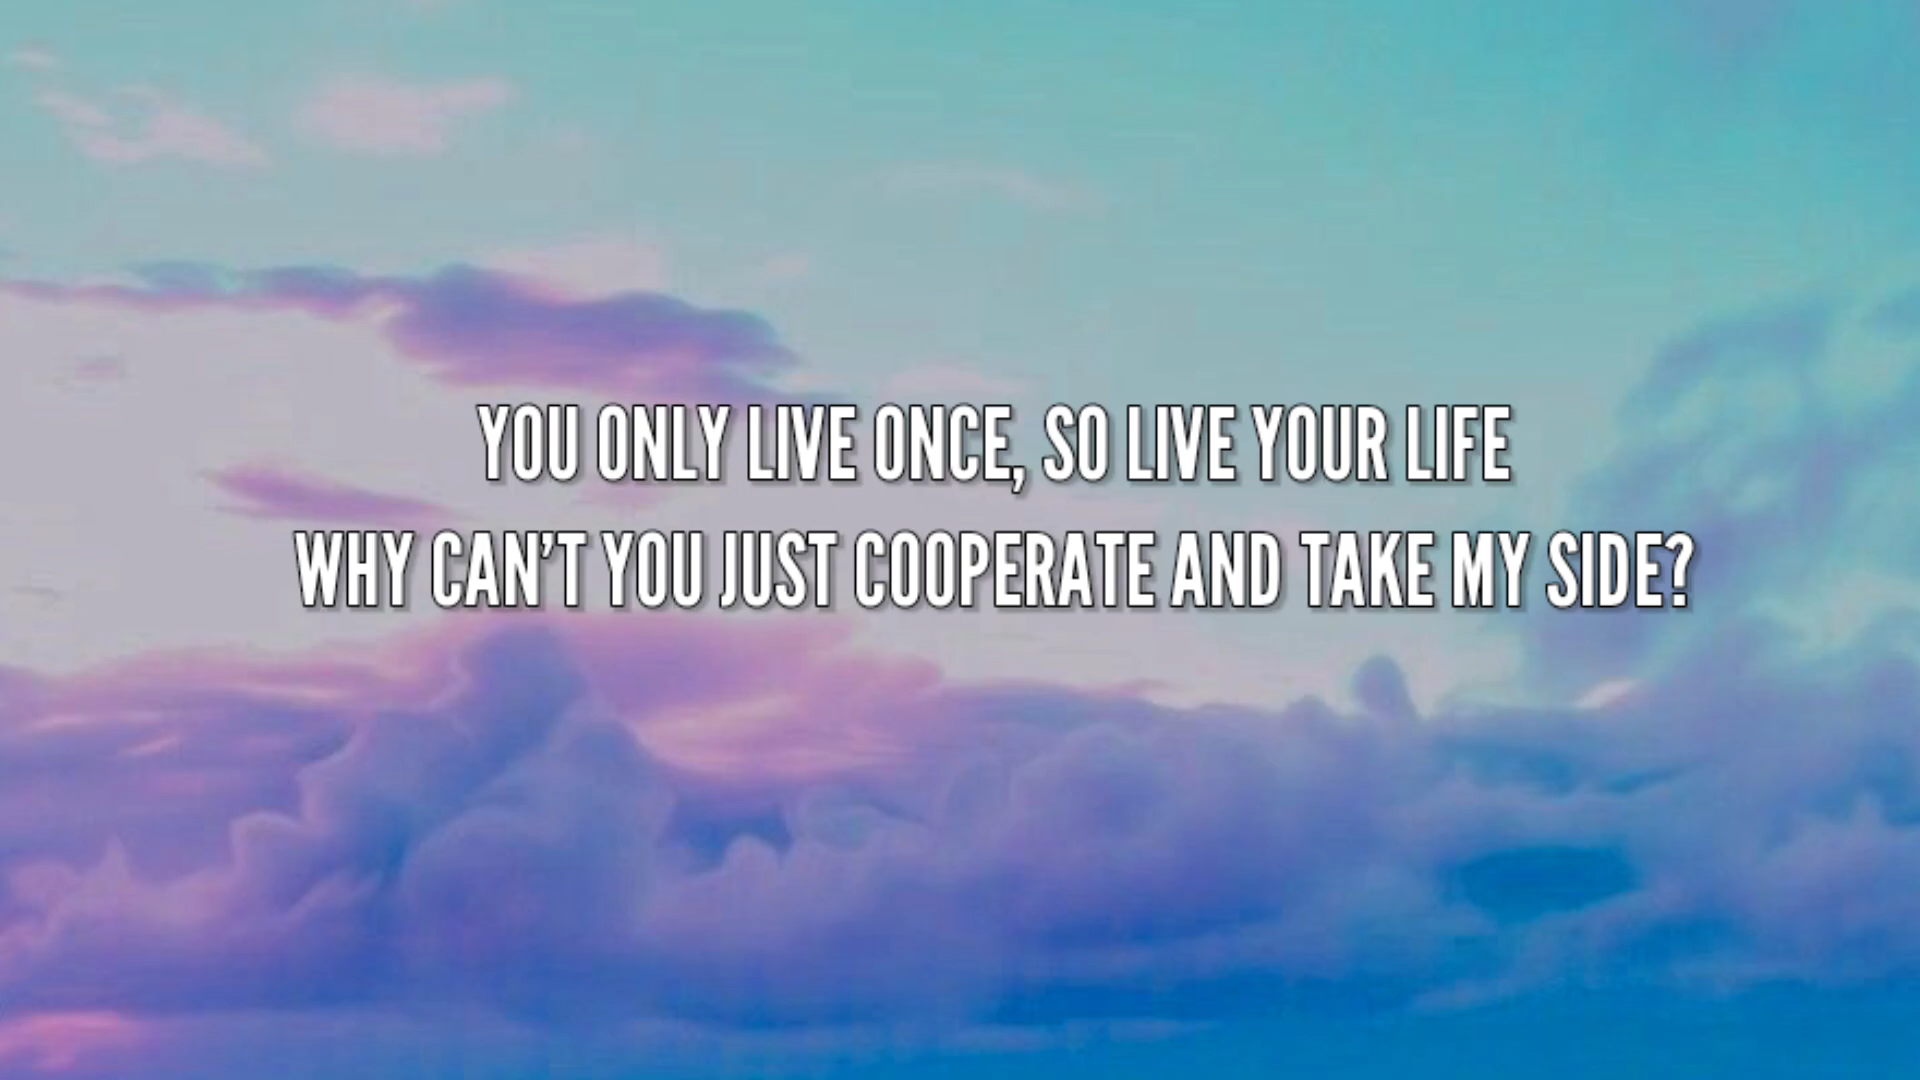 YOU ONLY LIVE ONCE, SO LIVE YOUR LIFE
WHY CAN'T YOU JUST COOPERATE AND TAKE MY SIDE?